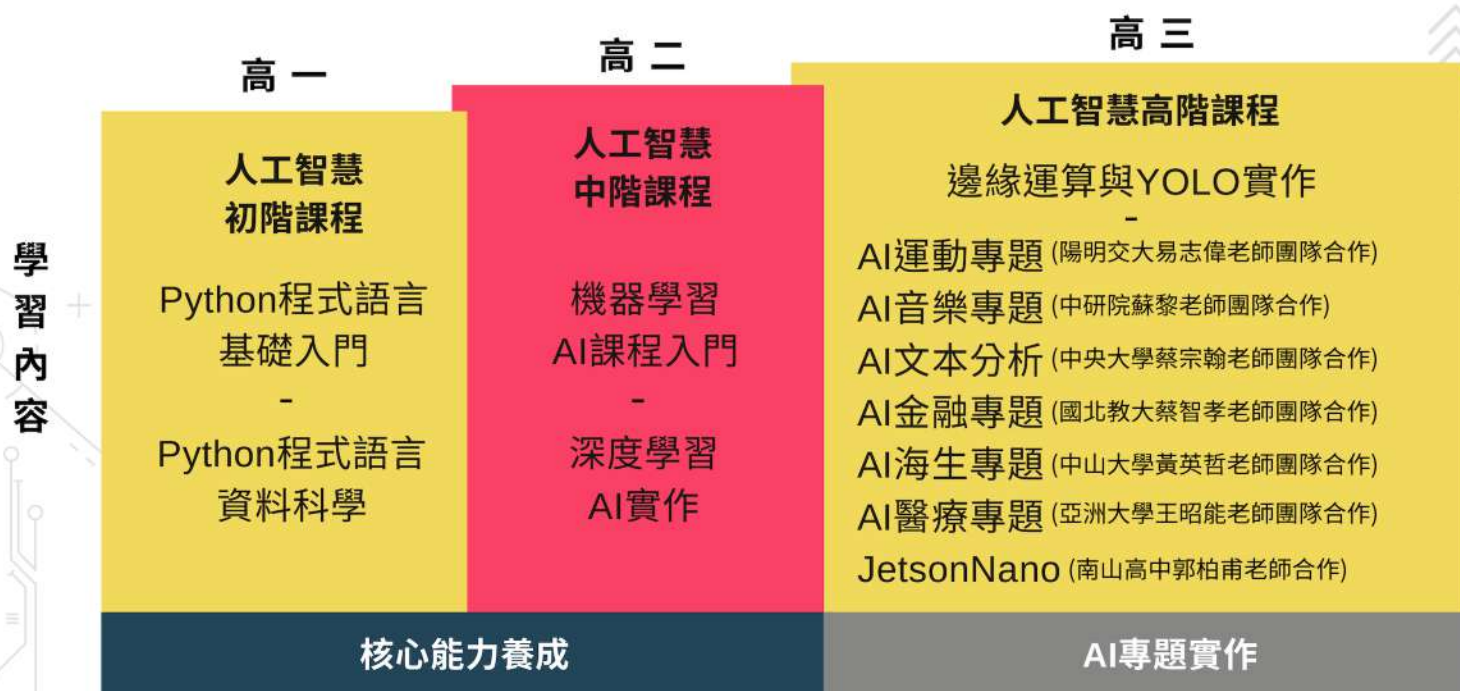 學習內容
高一
人工智慧
初階課程
Python程式語言
基礎入門
-
Python程式語言
資料科學
高二
人工智慧
中階課程
機器學習
AI課程入門
-
深度學習
AI實作
高三
人工智慧高階課程
邊緣運算與YOLO實作
-
AI運動專題 (陽明交大易志偉老師團隊合作)
AI音樂專題 (中研院蘇黎老師團隊合作)
AI文本分析 (中央大學蔡宗翰老師團隊合作)
AI金融專題 (國北教大蔡智孝老師團隊合作)
AI海生專題 (中山大學黃英哲老師團隊合作)
AI醫療專題 (亞洲大學王昭能老師團隊合作)
JetsonNano (南山高中郭柏甫老師合作)
核心能力養成
AI專題實作